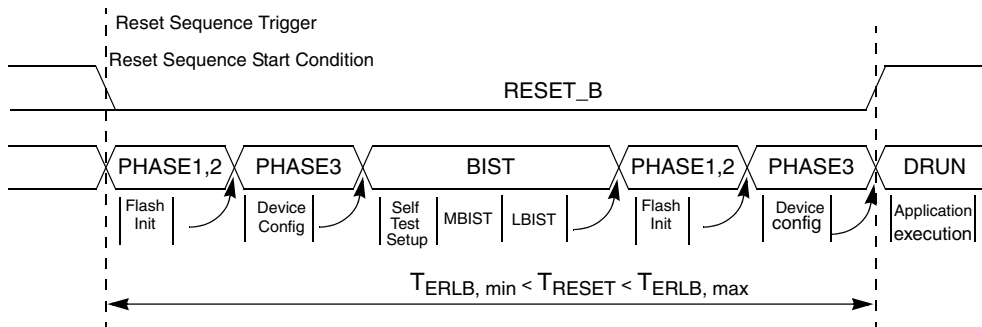 Reset Sequence Trigger
Reset Sequence Start Condition
RESET_B
PHASE1,2 PHASE3 BIST PHASE1,2 PHASE3 DRUN
Flash
Init
Device
Config
Self
Test
Setup
MBIST
LBIST
Flash
Init
Device
config
Application
execution
TERLB, min < TRESET < TERLB, max